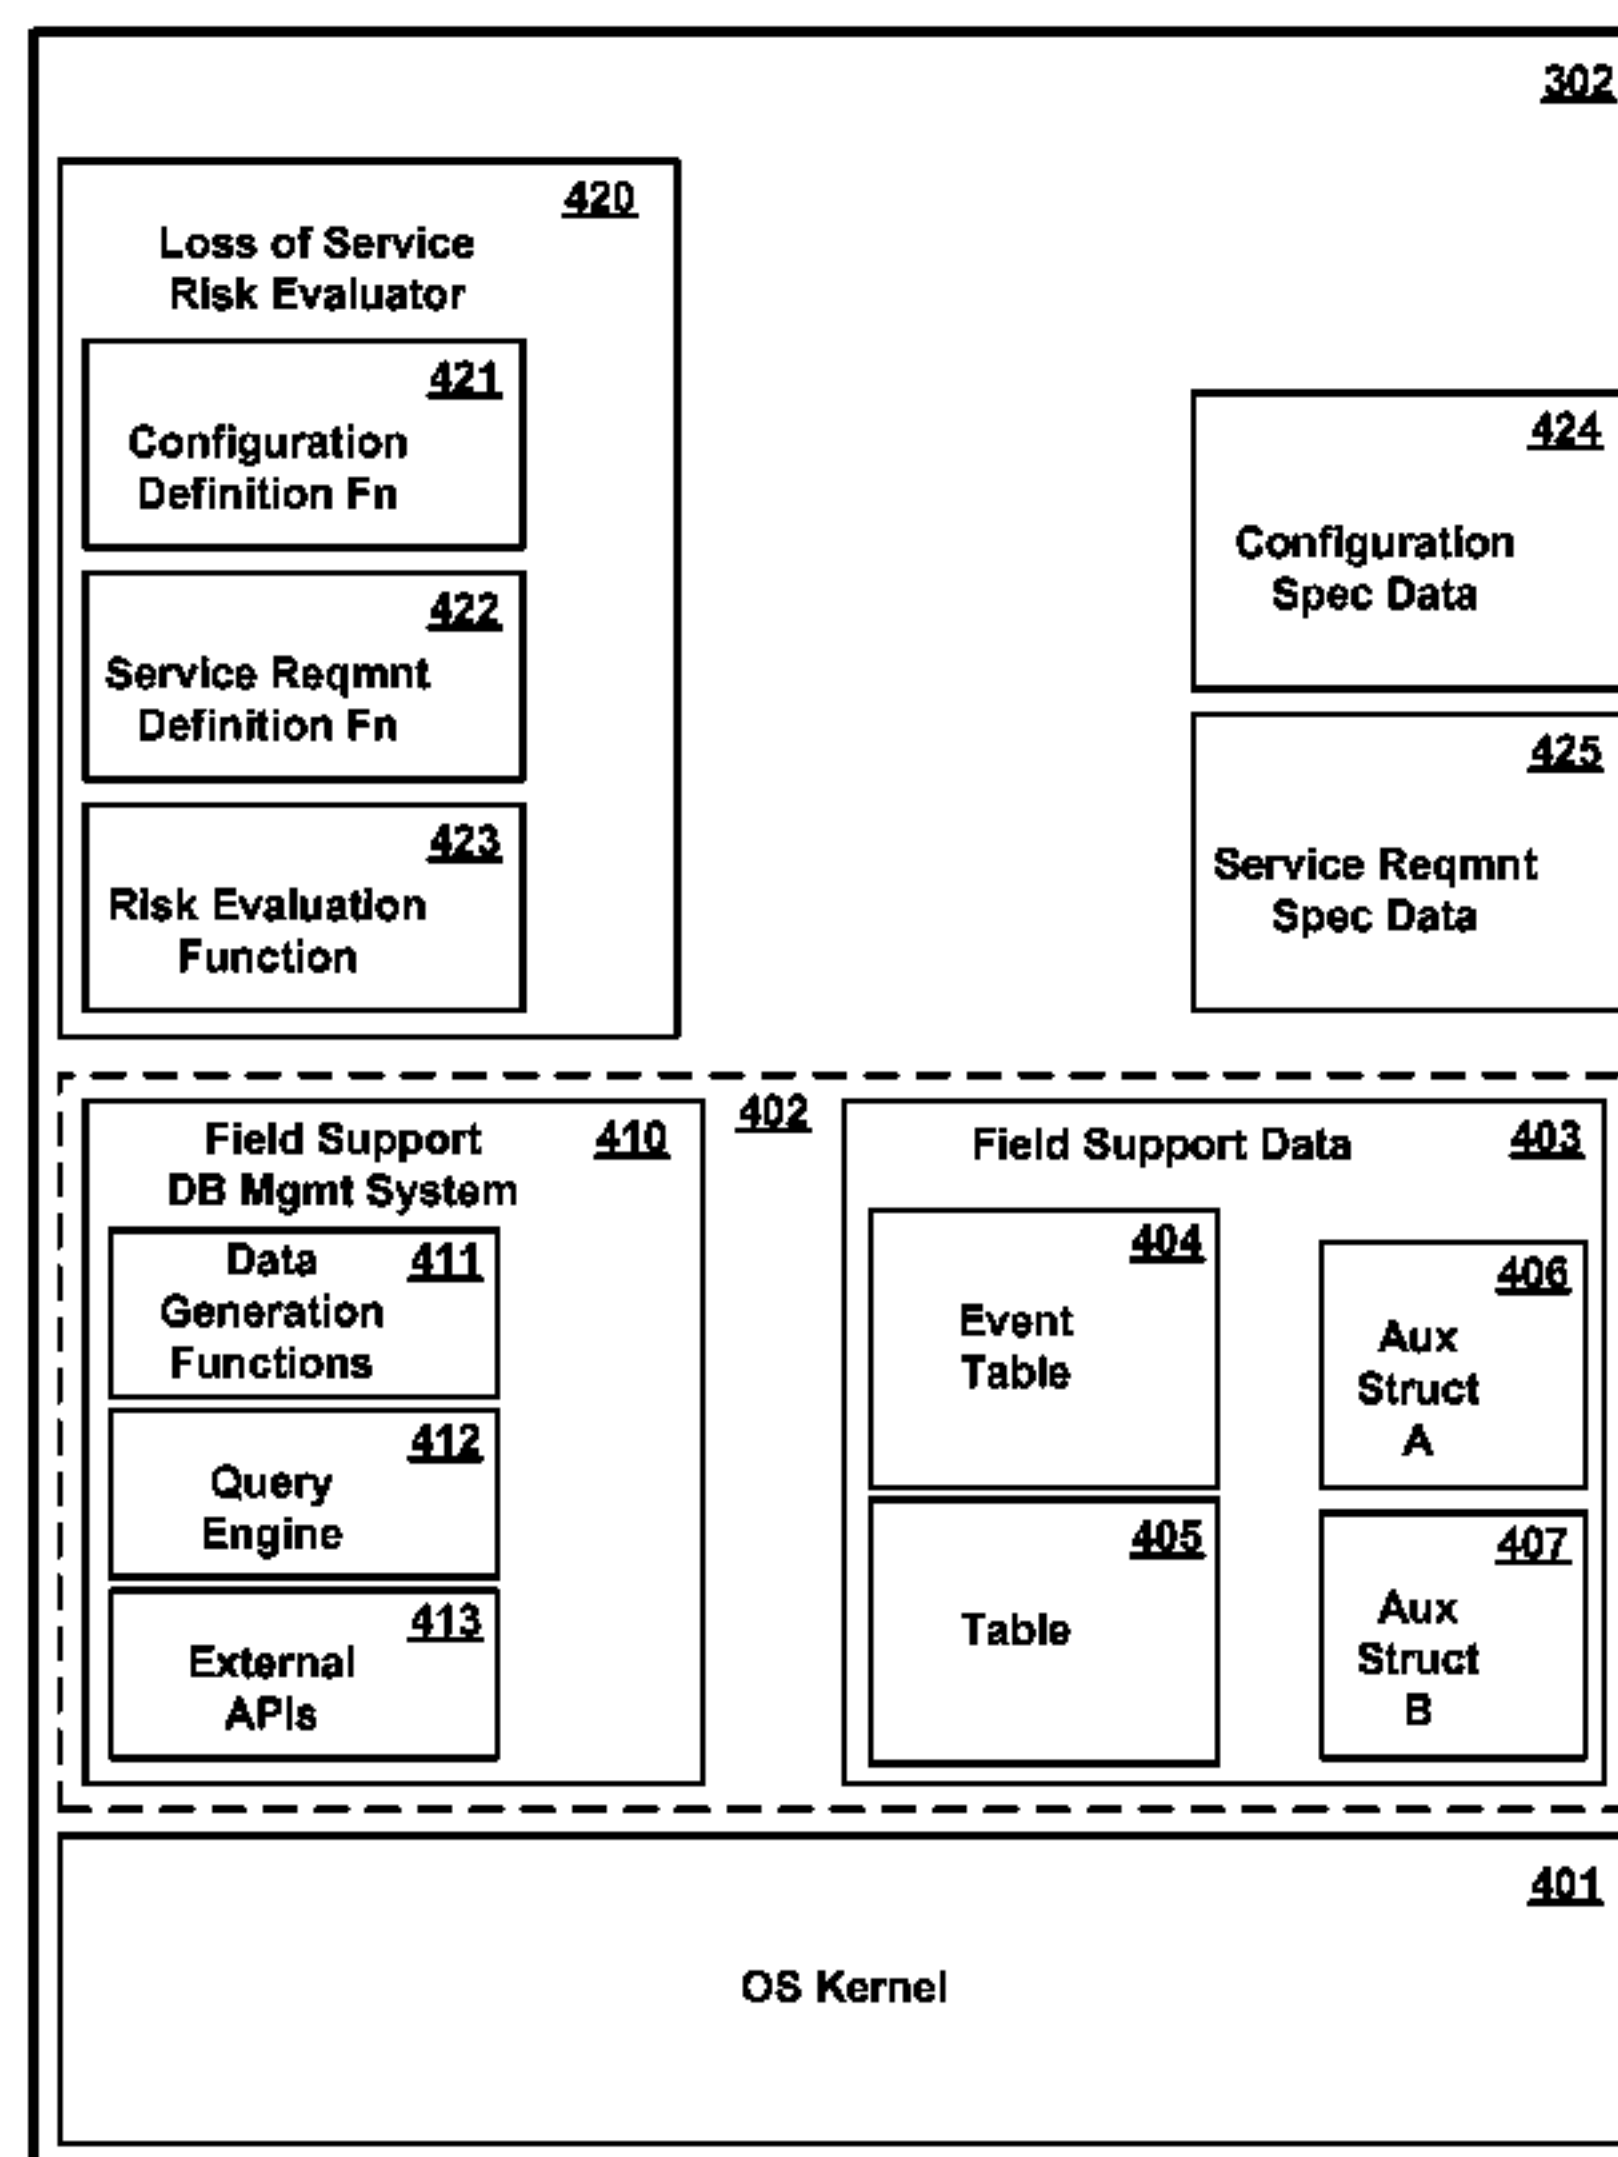 302
420
Loss of Service
Risk Evaluator
421
Configuration
Definition Fn
422
Service Reqmnt
Definition Fn
423
Risk Evaluation
Function
424
Configuration
Spec Data
425
Service Reqmnt
Spec Data
402
Field Support
410
DB Mgmt System
Data
411
Generation
Functions
412
Query
Engine
413
External
APIs
Field Support Data
403
404
Event
Table
405
Table
406
Aux
Struct
A
407
Aux
Struct
B
401
OS Kernel